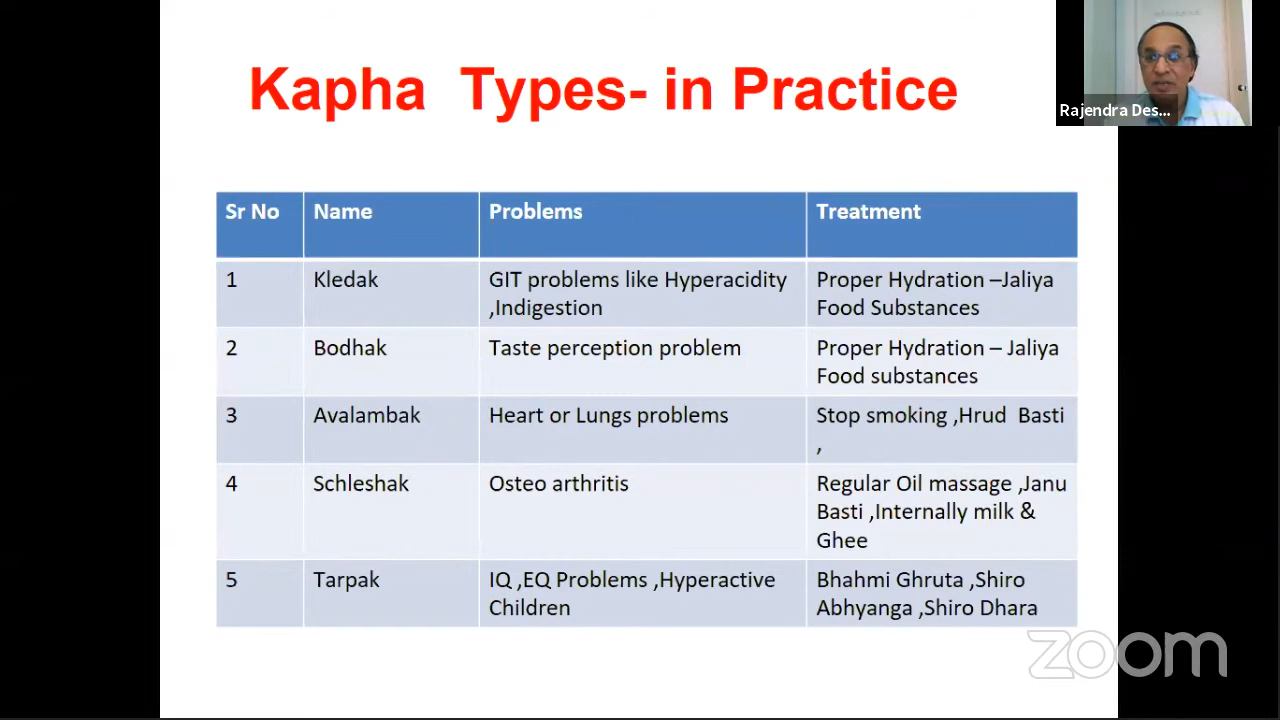 Kapha Types- in Practice
Rajendra Des...
Sr No Name Problems Treatment
1 Kledak GIT problems like Hyperacidity ,Indigestion Proper Hydration –Jaliya Food Substances
2 Bodhak Taste perception problem Proper Hydration – Jaliya Food substances
3 Avalambak Heart or Lungs problems Stop smoking ,Hrud Basti ,
4 Schleshak Osteo arthritis Regular Oil massage ,Janu Basti ,Internally milk & Ghee
5 Tarpak IQ ,EQ Problems ,Hyperactive Children Bhahmi Ghruta ,Shiro Abhyanga ,Shiro Dhara
zoom